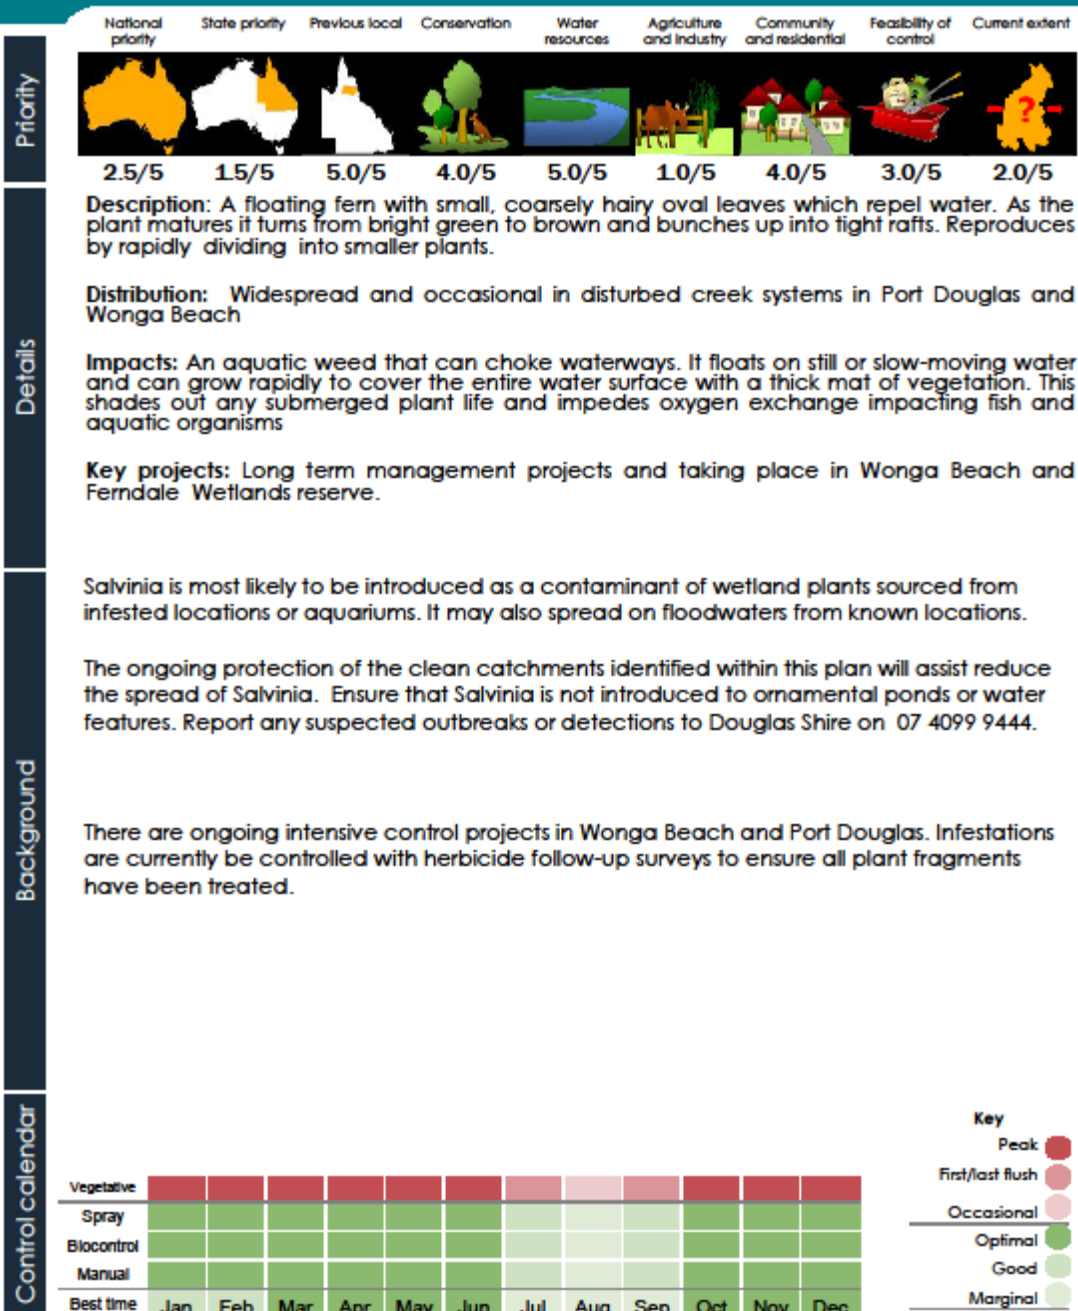 National priority
State priority
Previous local
Conservation
Water resources
Agriculture and industry
Community and residential
Feasibility of control
Current extent
Priority
?
2.5/5 1.5/5 5.0/5 4.0/5 5.0/5 1.0/5 4.0/5 3.0/5 2.0/5
Details
Description: A floating fern with small, coarsely hairy oval leaves which repel water. As the
plant matures it turns from bright green to brown and bunches up into tight rafts. Reproduces
by rapidly dividing into smaller plants.
Distribution: Widespread and occasional in disturbed creek systems in Port Douglas and
Wonga Beach
Impacts: An aquatic weed that can choke waterways. It floats on still or slow-moving water
and can grow rapidly to cover the entire water surface with a thick mat of vegetation. This
shades out any submerged plant life and impedes oxygen exchange impacting fish and
aquatic organisms
Key projects: Long term management projects and taking place in Wonga Beach and
Ferndale Wetlands reserve.
Background
Salvinia is most likely to be introduced as a contaminant of wetland plants sourced from
infested locations or aquariums. It may also spread on floodwaters from known locations.
The ongoing protection of the clean catchments identified within this plan will assist reduce
the spread of Salvinia. Ensure that Salvinia is not introduced to ornamental ponds or water
features. Report any suspected outbreaks or detections to Douglas Shire on 07 4099 9444.
There are ongoing intensive control projects in Wonga Beach and Port Douglas. Infestations
are currently be controlled with herbicide follow-up surveys to ensure all plant fragments
have been treated.
Control calendar
Vegetative
Spray
Biocontrol
Manual
Best time Jan Feb Mar Apr May Jun Jul Aug Sep Oct Nov Dec
Key
Peak
First/last flush
Occasional
Optimal
Good
Marginal